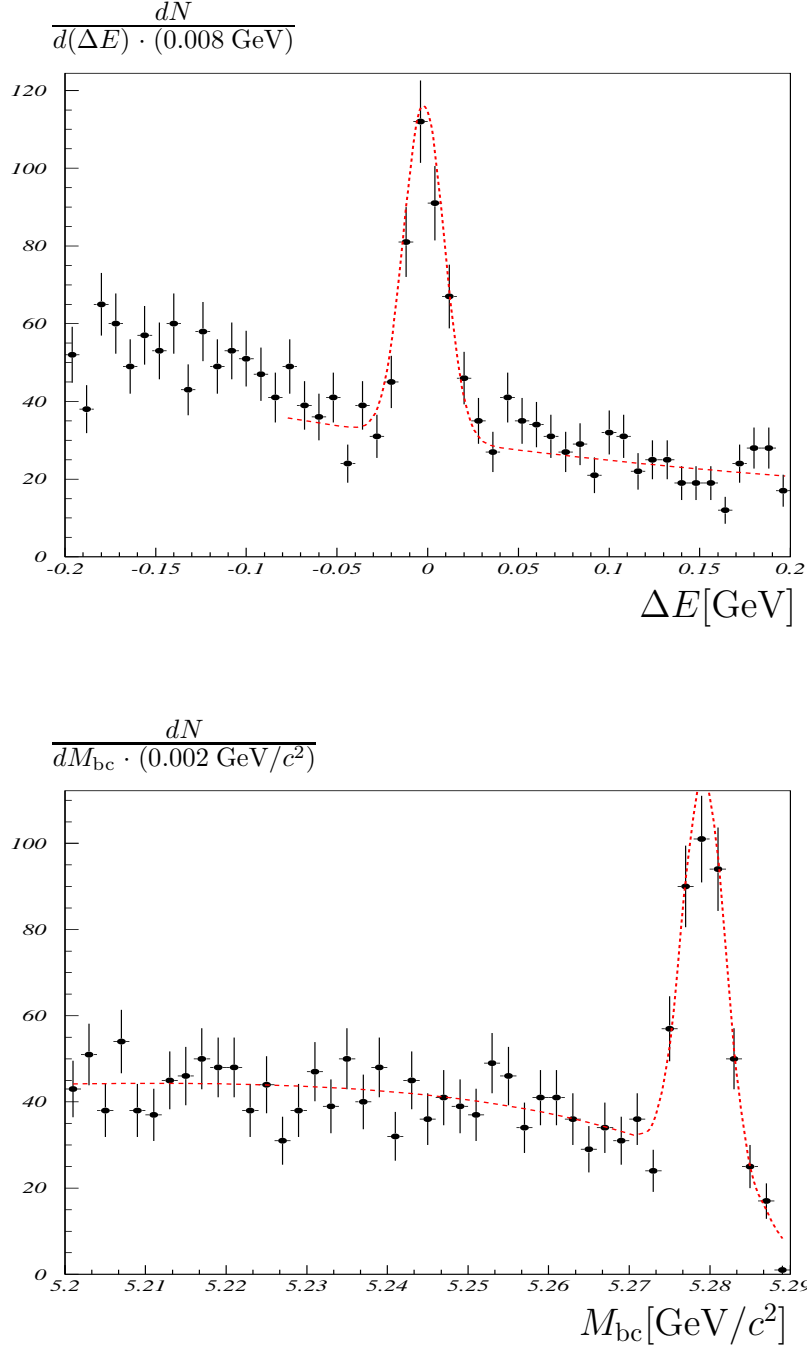 dN
d(ΔE) · (0.008 GeV)
120
100
80
60
40
20
0
-0.2 -0.15 -0.1 -0.05 0 0.05 0.1 0.15 0.2
ΔE[GeV]
dN
dM_bc · (0.002 GeV/c²)
100
80
60
40
20
0
5.2 5.21 5.22 5.23 5.24 5.25 5.26 5.27 5.28 5.29
M_bc[GeV/c²]